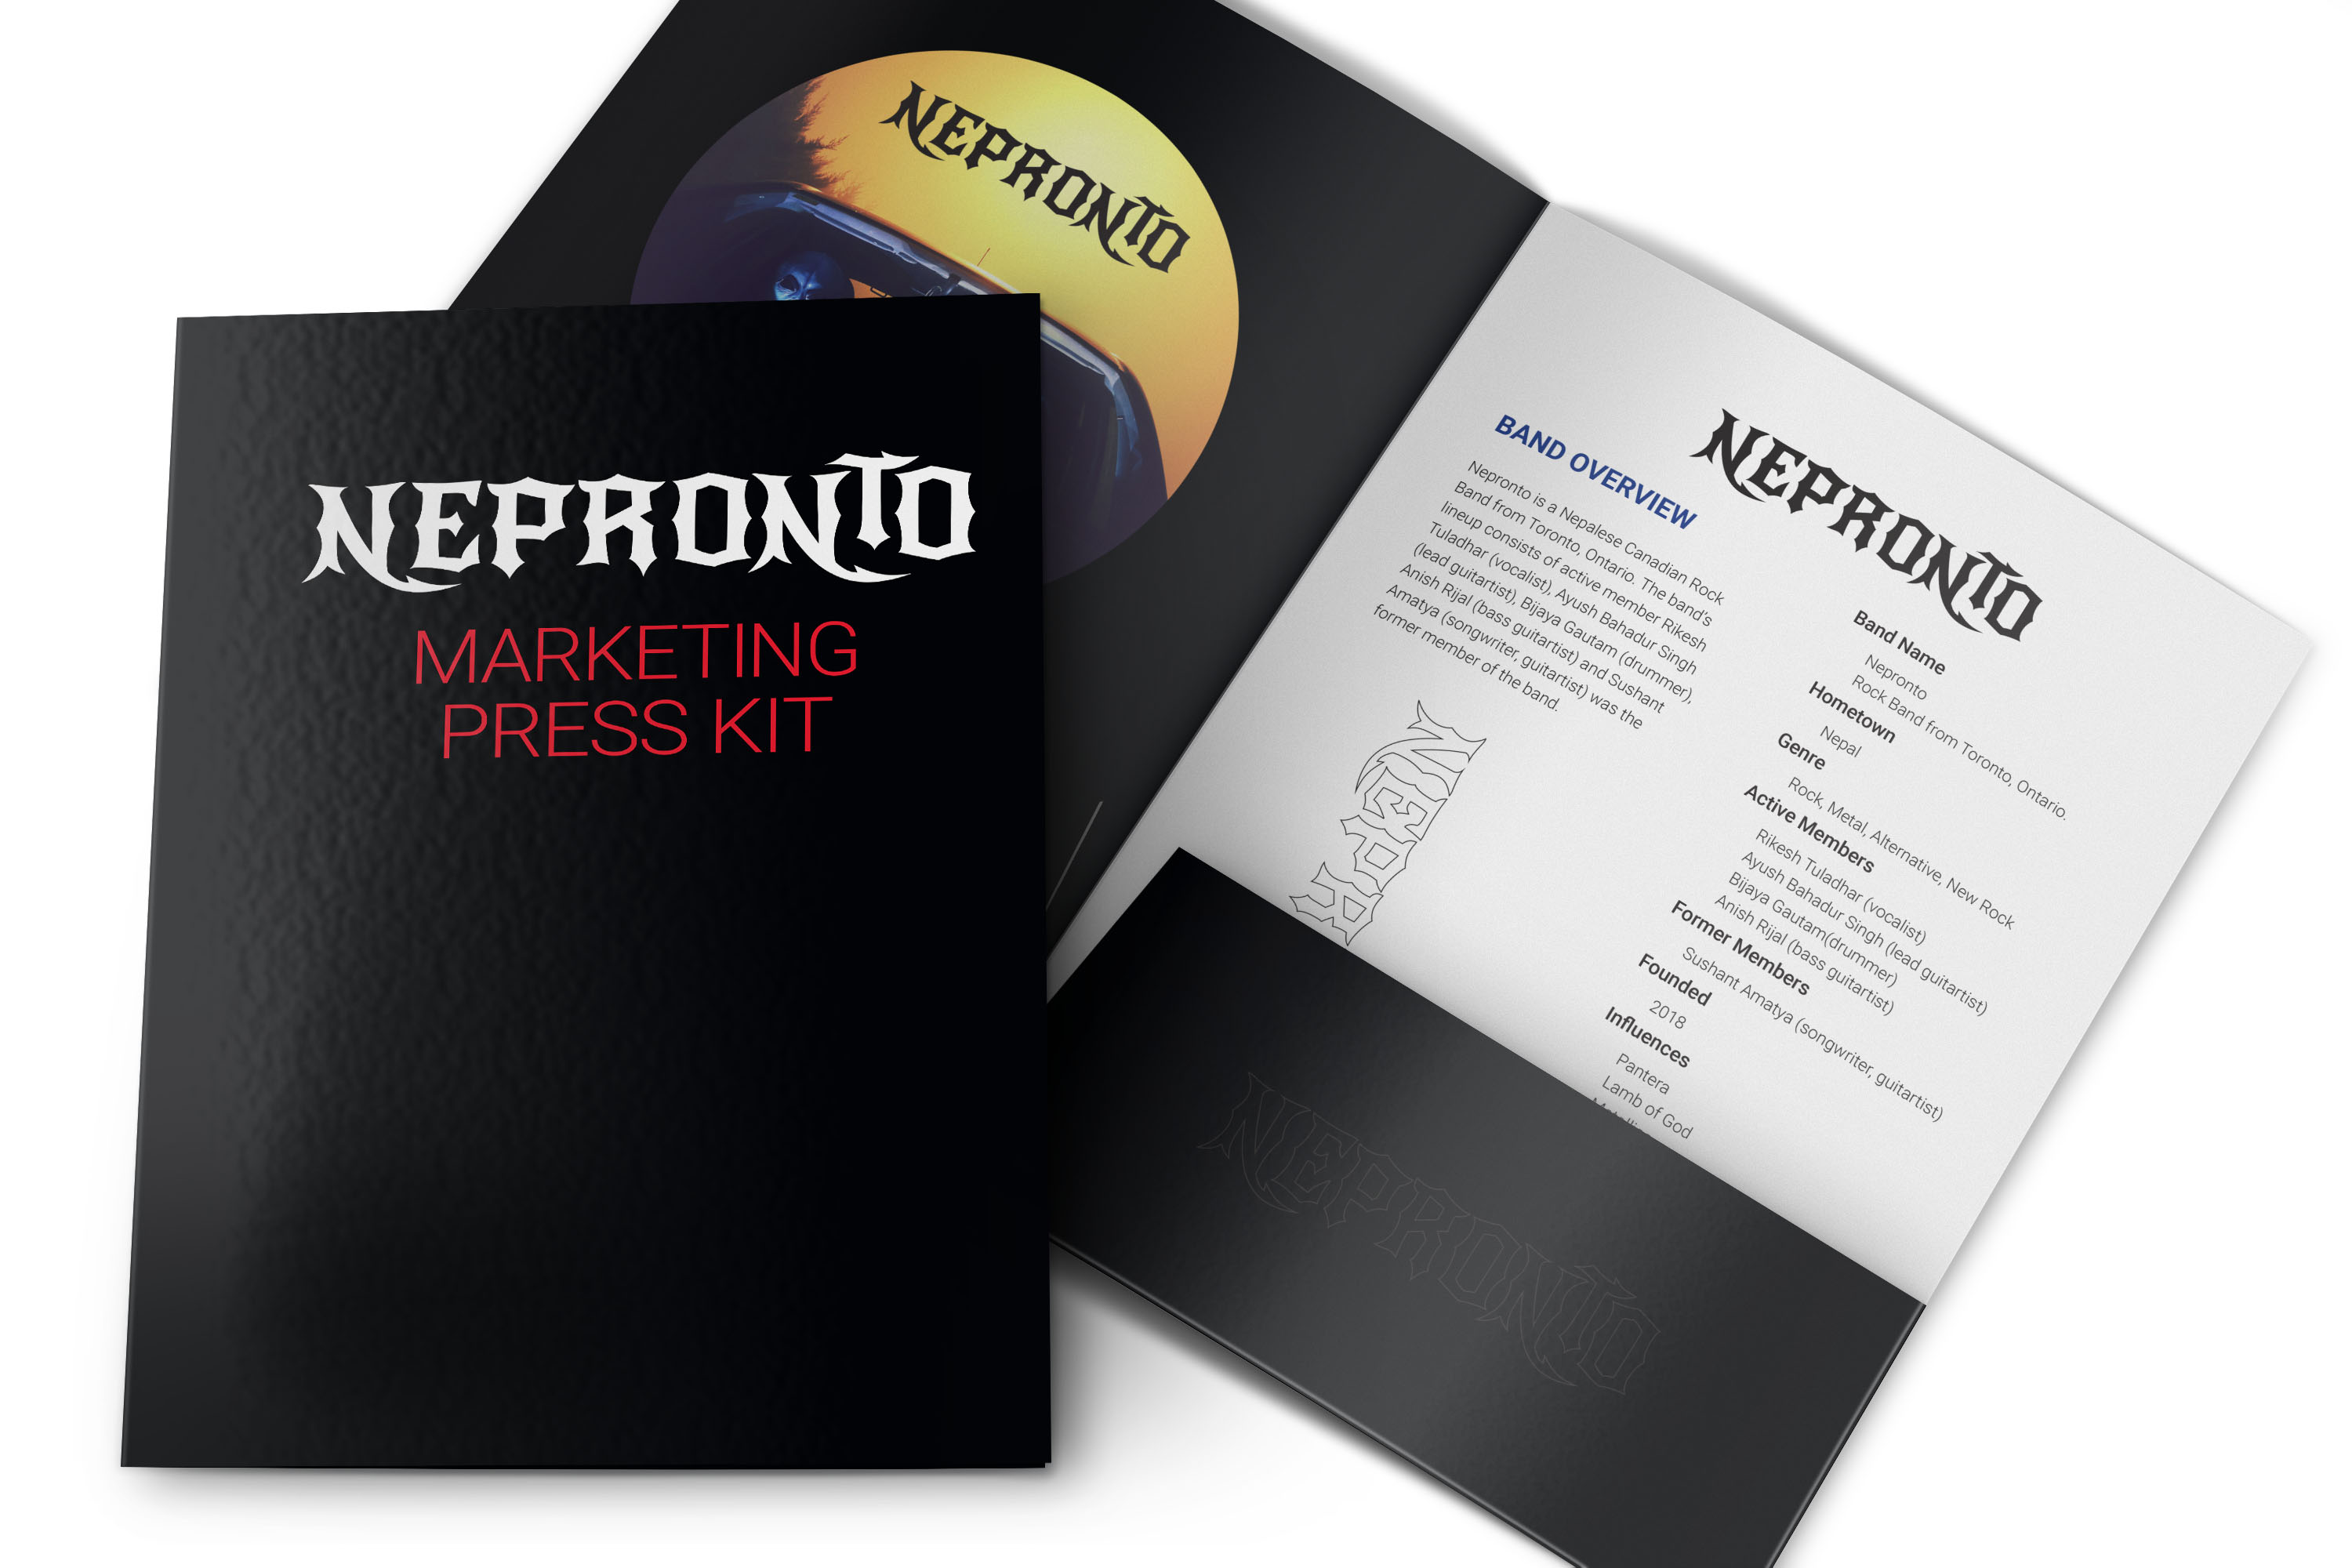 NEPRONTO
MARKETING
PRESS KIT
NEPRONTO
NEPRONTO
BAND OVERVIEW
Nepronto is a Nepalese Canadian Rock
Band from Toronto, Ontario. The band's
lineup consists of active member Rikesh
Tuladhar (vocalist), Ayush Bahadur Singh
(lead guitartist), Bijaya Gautam (drummer),
Anish Rijal (bass guitartist) and Sushant
Amatya (songwriter, guitartist) was the
former member of the band.
NEPR
Band Name
Nepronto
Rock Band from Toronto, Ontario.
Hometown
Nepal
Genre
Rock, Metal, Alternative, New Rock
Active Members
Rikesh Tuladhar (vocalist)
Ayush Bahadur Singh (lead guitartist)
Bijaya Gautam(drummer)
Anish Rijal (bass guitartist)
Former Members
Sushant Amatya (songwriter, guitartist)
Founded
2018
Influences
Pantera
Lamb of God
NEPRONTO